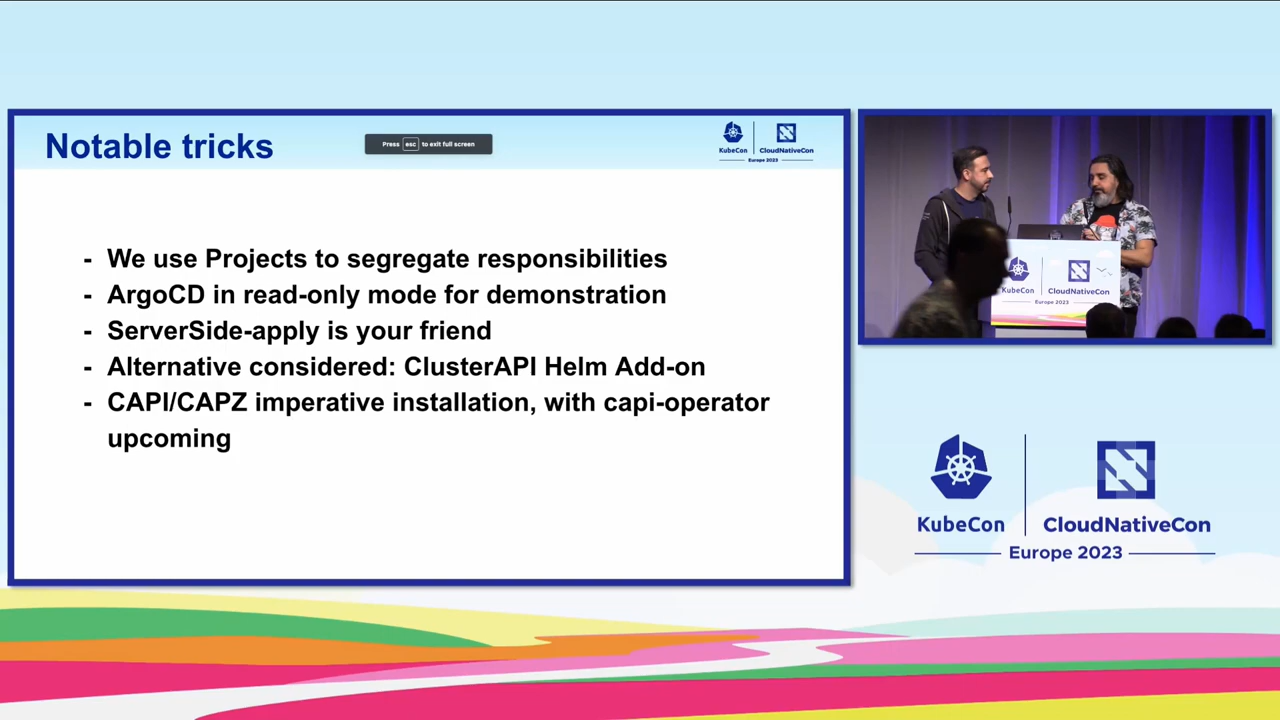 Notable tricks
Press esc to exit full screen
KubeCon
CloudNativeCon
Europe 2023
- We use Projects to segregate responsibilities
- ArgoCD in read-only mode for demonstration
- ServerSide-apply is your friend
- Alternative considered: ClusterAPI Helm Add-on
- CAPI/CAPZ imperative installation, with capi-operator
upcoming
KubeCon
CloudNativeCon
Europe 2023
KubeCon
CloudNativeCon
Europe 2023